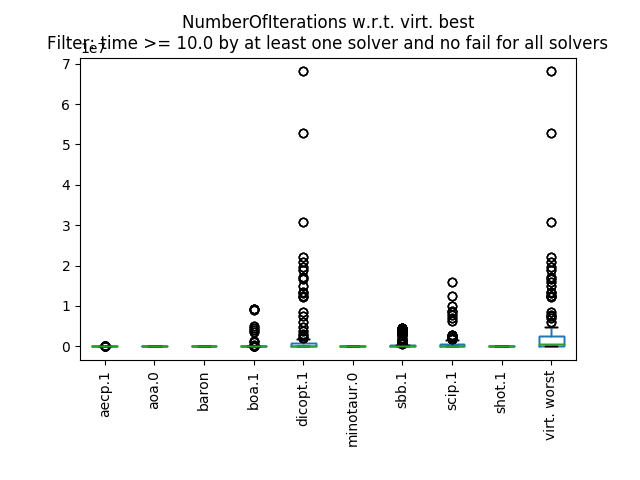 NumberOfIterations w.r.t. virt. best
Filter: time >= 10.0 by at least one solver and no fail for all solvers
1e7
7
6
5
4
3
2
1
0
aecp.1
aoa.0
baron
boa.1
dicopt.1
minotaur.0
sbb.1
scip.1
shot.1
virt. worst